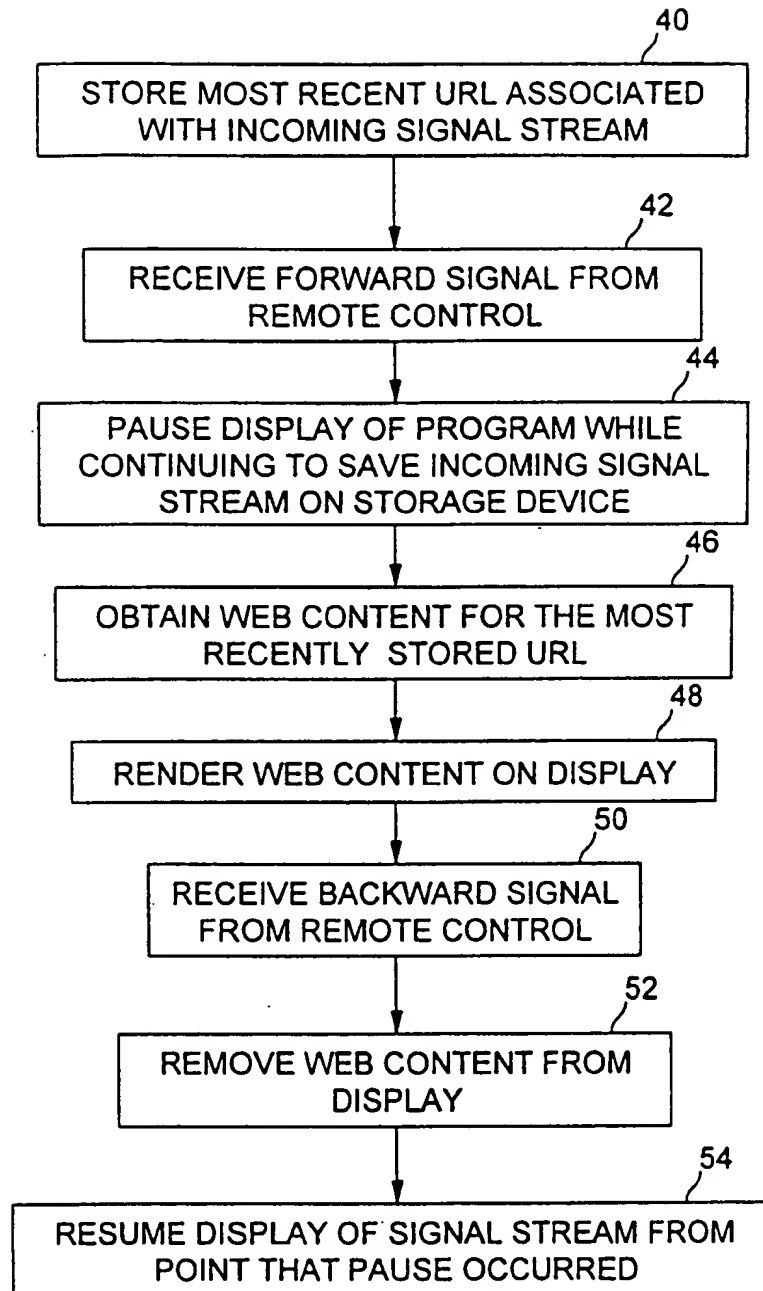 40
STORE MOST RECENT URL ASSOCIATED
WITH INCOMING SIGNAL STREAM
42
RECEIVE FORWARD SIGNAL FROM
REMOTE CONTROL
44
PAUSE DISPLAY OF PROGRAM WHILE
CONTINUING TO SAVE INCOMING SIGNAL
STREAM ON STORAGE DEVICE
46
OBTAIN WEB CONTENT FOR THE MOST
RECENTLY STORED URL
48
RENDER WEB CONTENT ON DISPLAY
50
RECEIVE BACKWARD SIGNAL
FROM REMOTE CONTROL
52
REMOVE WEB CONTENT FROM
DISPLAY
54
RESUME DISPLAY OF SIGNAL STREAM FROM
POINT THAT PAUSE OCCURRED